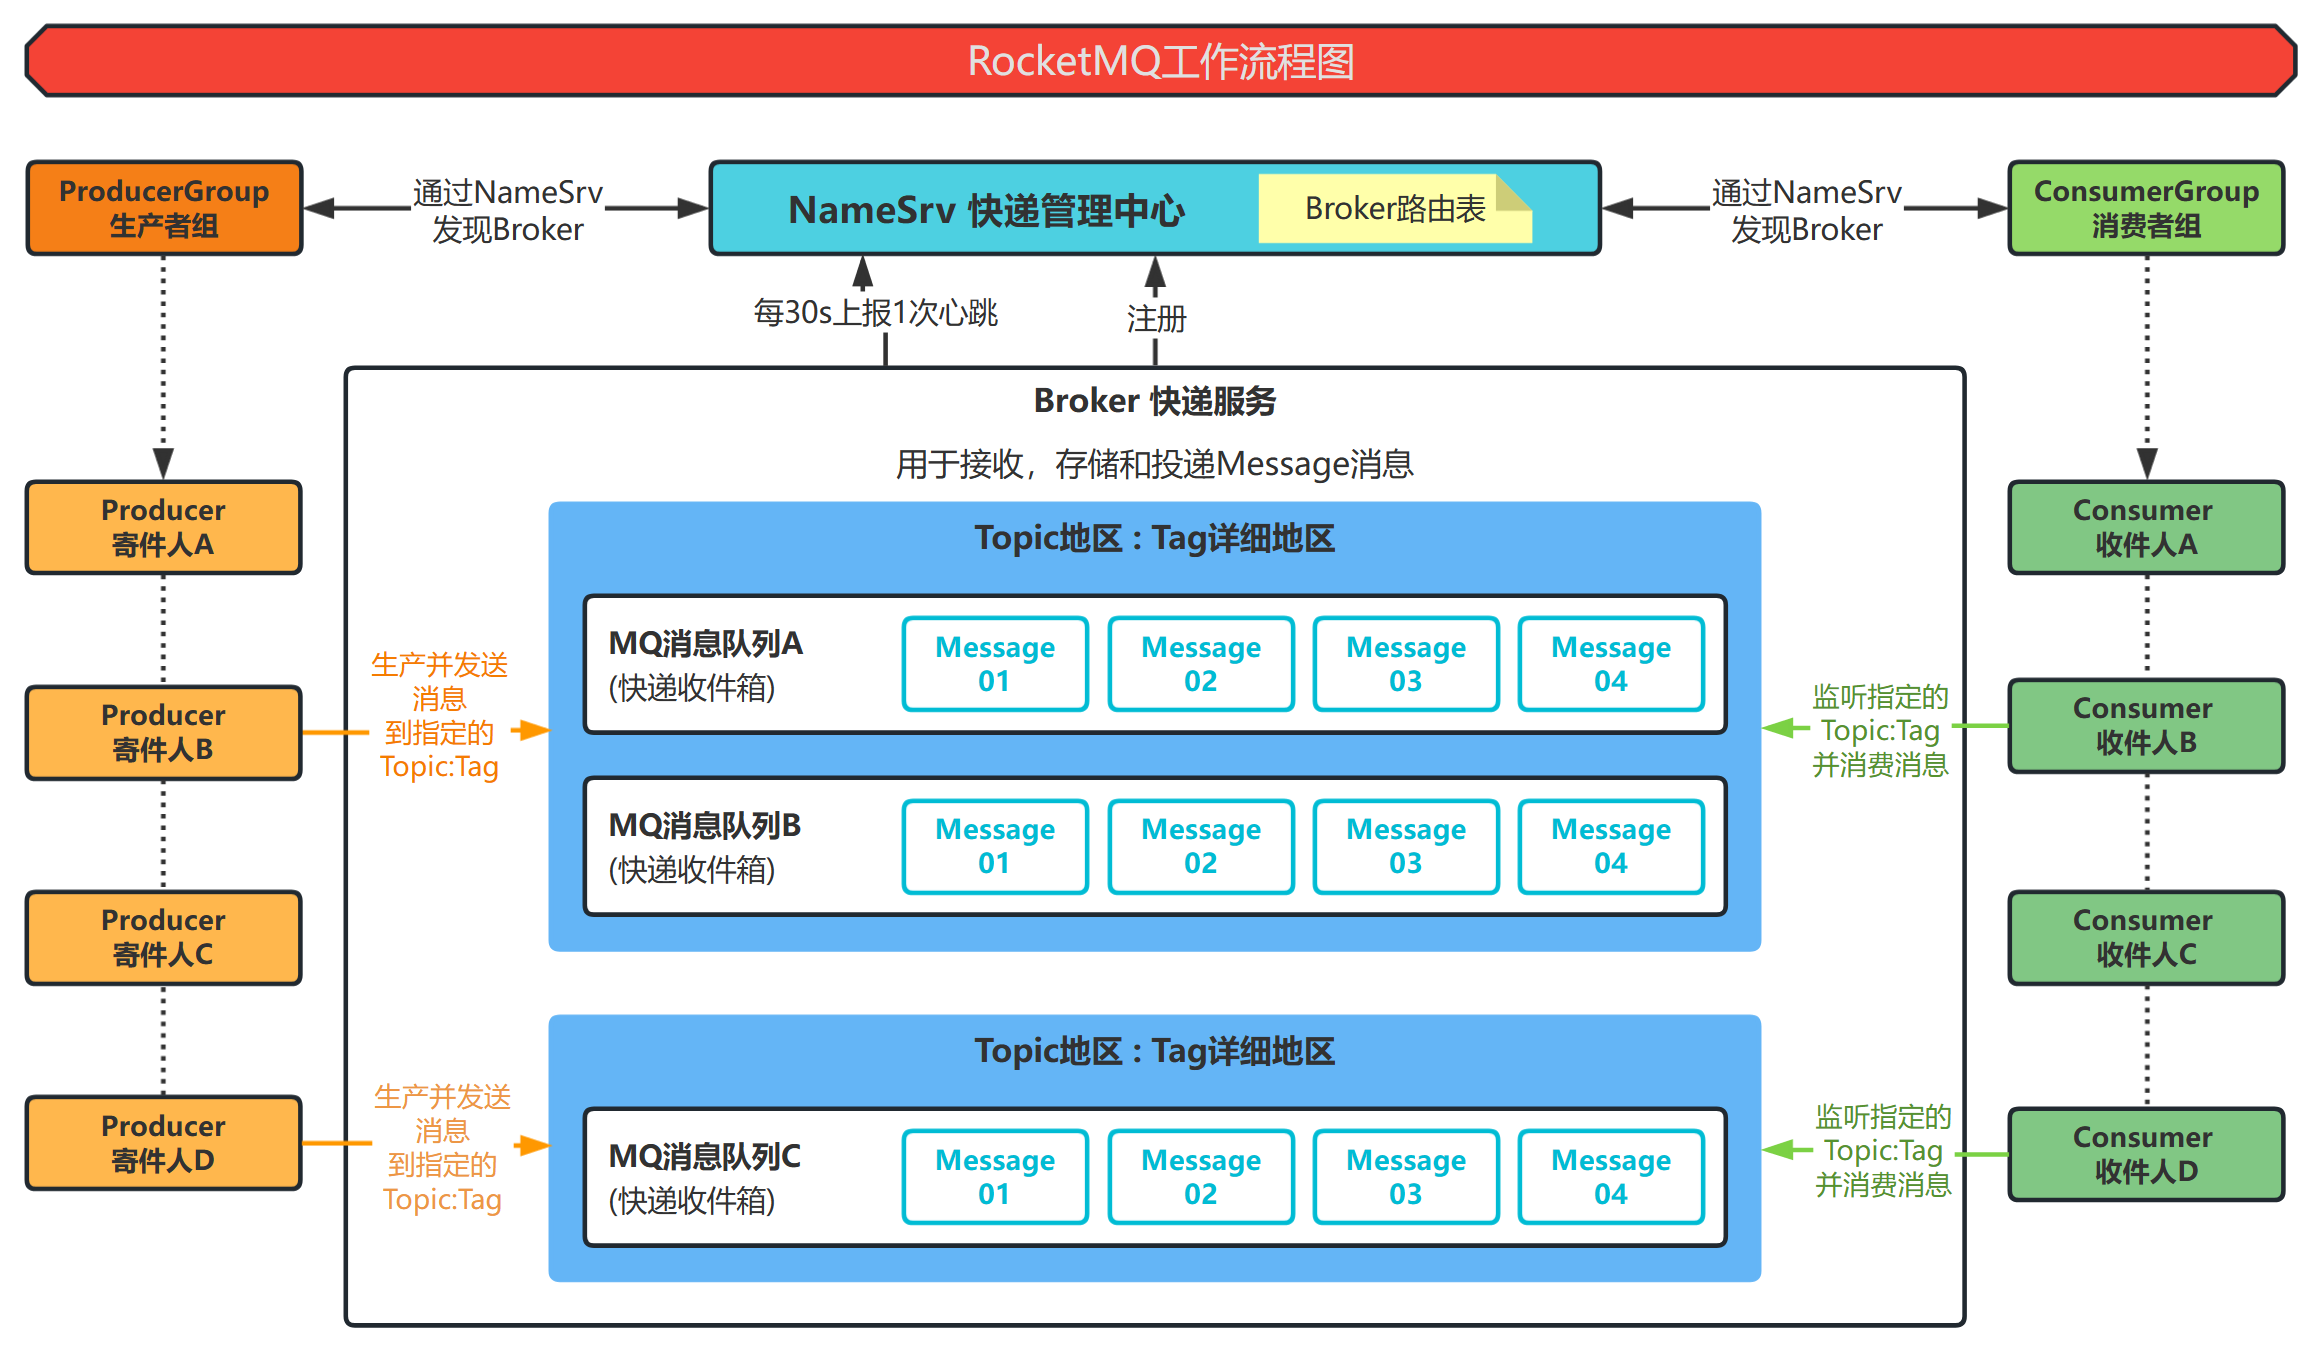 RocketMQ工作流程图
ProducerGroup
生产者组
通过NameSrv
发现Broker
NameSrv 快递管理中心
Broker路由表
通过NameSrv
发现Broker
ConsumerGroup
消费者组
每30s上报1次心跳
注册
Broker 快递服务
用于接收，存储和投递Message消息
Producer
寄件人A
Producer
寄件人B
Producer
寄件人C
Producer
寄件人D
生产并发送
消息
到指定的
Topic:Tag
生产并发送
消息
到指定的
Topic:Tag
Topic地区：Tag详细地区
MQ消息队列A
(快递收件箱)
Message
01
Message
02
Message
03
Message
04
MQ消息队列B
(快递收件箱)
Message
01
Message
02
Message
03
Message
04
Topic地区：Tag详细地区
MQ消息队列C
(快递收件箱)
Message
01
Message
02
Message
03
Message
04
监听指定的
Topic:Tag
并消费消息
监听指定的
Topic:Tag
并消费消息
Consumer
收件人A
Consumer
收件人B
Consumer
收件人C
Consumer
收件人D